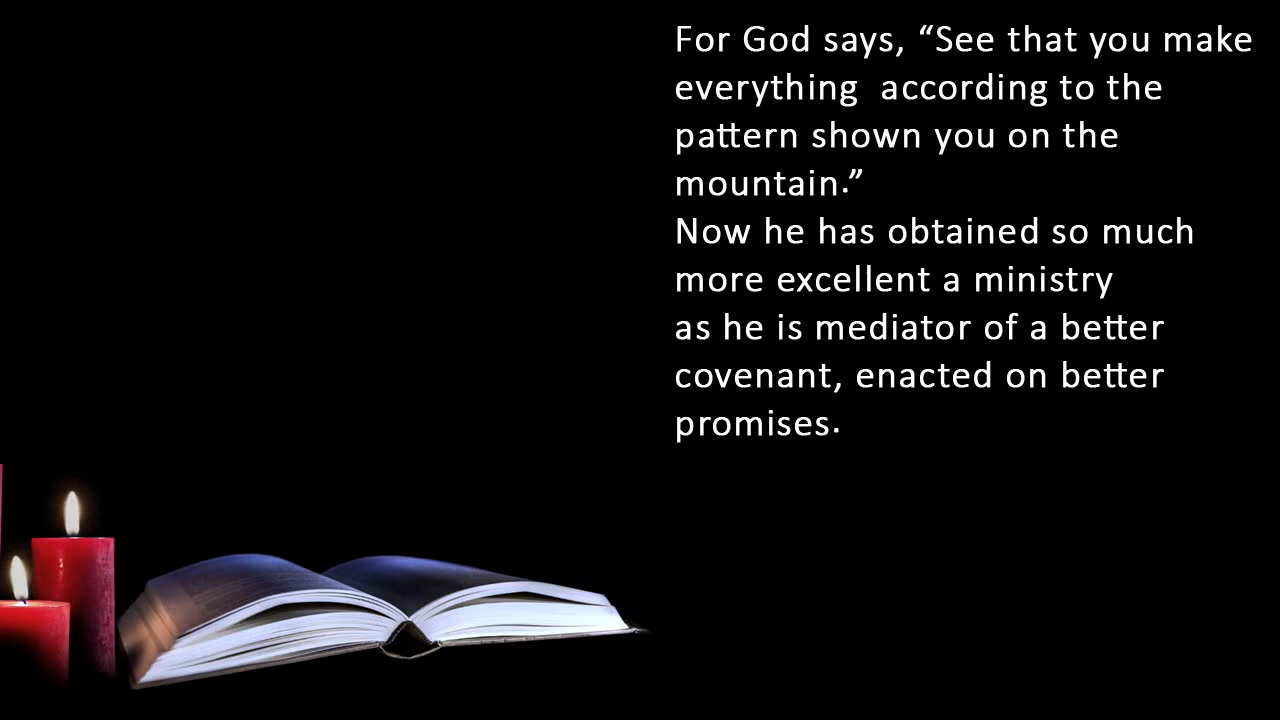 For God says, “See that you make
everything  according to the
pattern shown you on the
mountain.”
Now he has obtained so much
more excellent a ministry
as he is mediator of a better
covenant, enacted on better
promises.